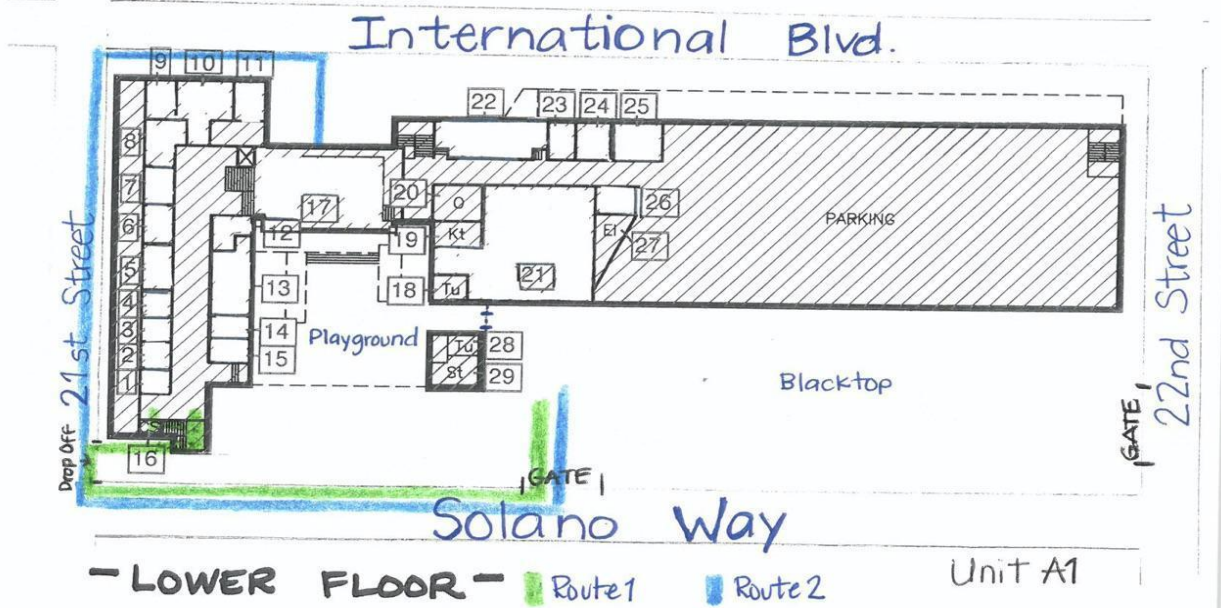 International Blvd.
9 10 11
22 23 24 25
8
7
6
5
4
3
2
1
20
O
Kt
Tu
17
12
19
18
13
14
15
21
26
El
27
PARKING
Playground
Tu
28
St
29
Blacktop
21st Street
22nd Street
Drop Off
S
16
GATE
GATE
Solano Way
- LOWER FLOOR -
Route 1
Route 2
Unit A1